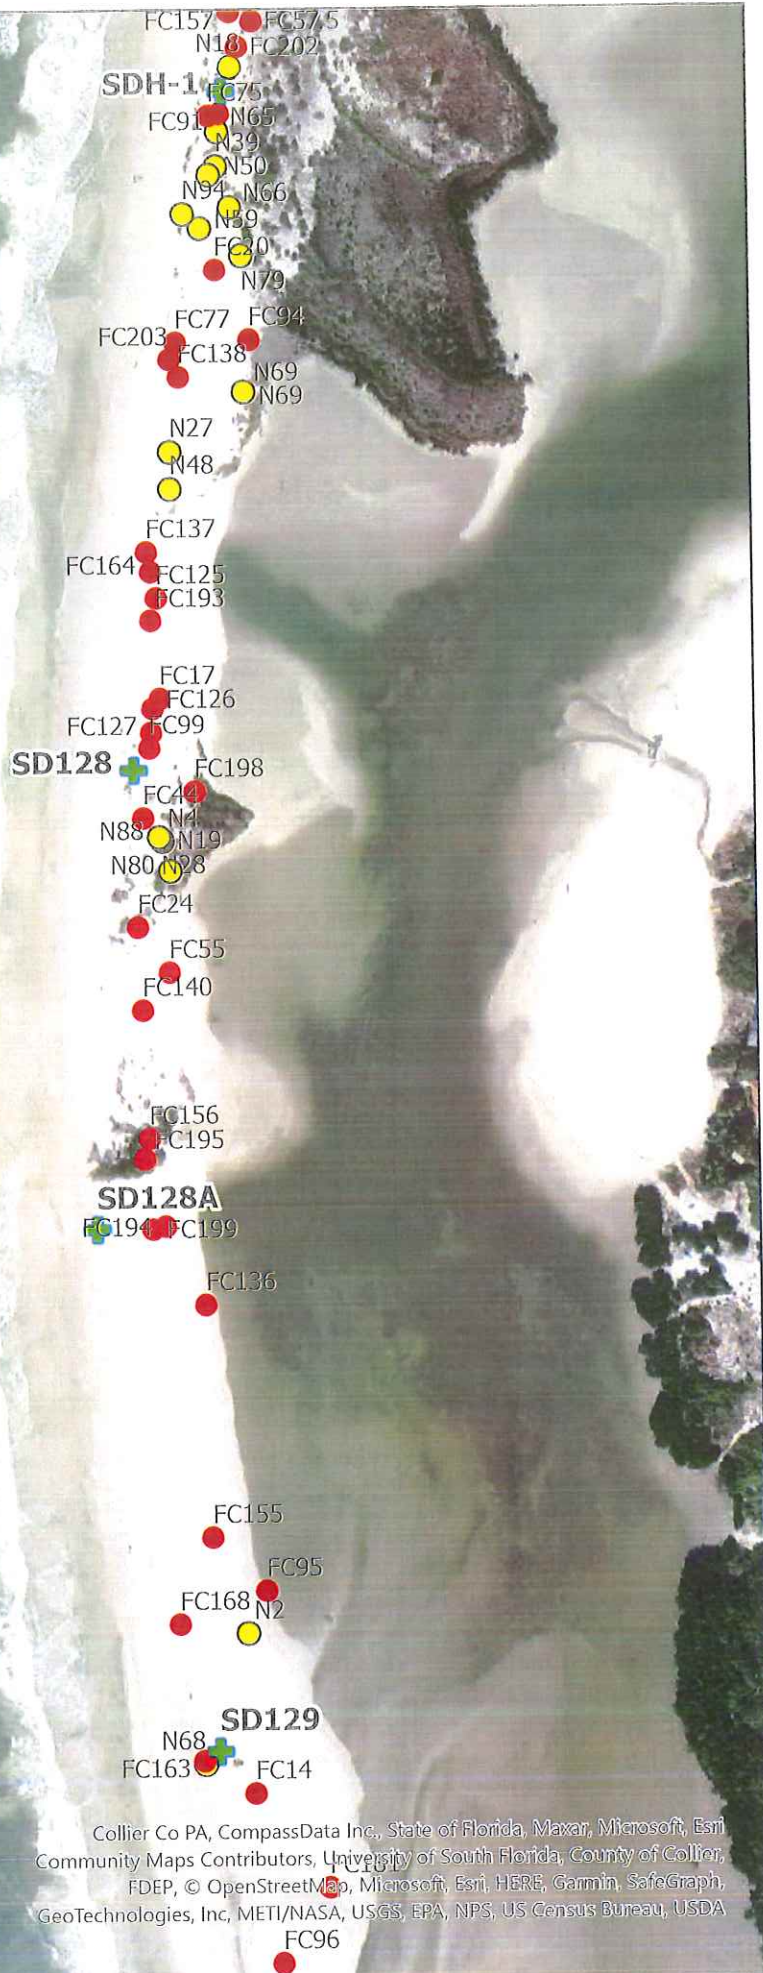 FC157 FC57.5
N18 FC202
SDH-1 FC75
FC91 N65
N39
N50
N94 N66
N59
FC20
N79
FC77 FC94
FC203 FC138
N69
N69
N27
N48
FC137
FC164 FC125
FC193
FC17
FC126
FC127 FC99
SD128 FC198
FC44 N4
N88 N19
N80 N28
FC24
FC55
FC140
FC156
FC195
SD128A
FC194 FC199
FC136
FC155
FC95
FC168 N2
SD129
N68
FC163 FC14
Collier Co PA, CompassData Inc., State of Florida, Maxar, Microsoft, Esri
Community Maps Contributors, University of South Florida, County of Collier,
FDEP, © OpenStreetMap, Microsoft, Esri, HERE, Garmin, SafeGraph,
GeoTechnologies, Inc, METI/NASA, USGS, EPA, NPS, US Census Bureau, USDA
FC96